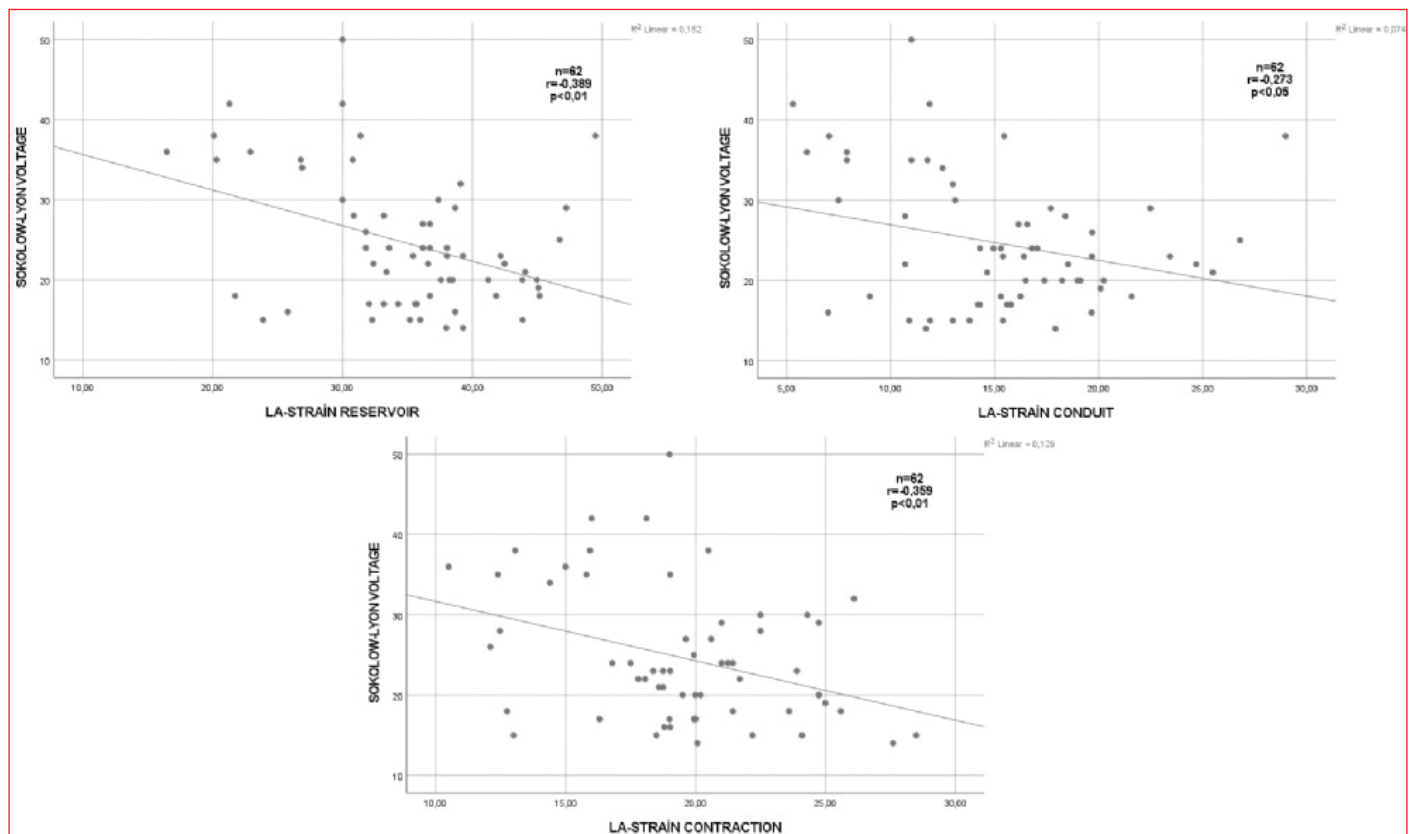 R² Linear = 0,152
n=62
r=-0,389
p<0,01
SOKOLOW-LYON VOLTAGE
50
40
30
20
10
10,00 20,00 30,00 40,00 50,00
LA-STRAİN RESERVOIR
R² Linear = 0,074
n=62
r=-0,273
p<0,05
SOKOLOW-LYON VOLTAGE
50
40
30
20
10
5,00 10,00 15,00 20,00 25,00 30,00
LA-STRAİN CONDUIT
R² Linear = 0,129
n=62
r=-0,359
p<0,01
SOKOLOW-LYON VOLTAGE
50
40
30
20
10
10,00 15,00 20,00 25,00 30,00
LA-STRAİN CONTRACTION